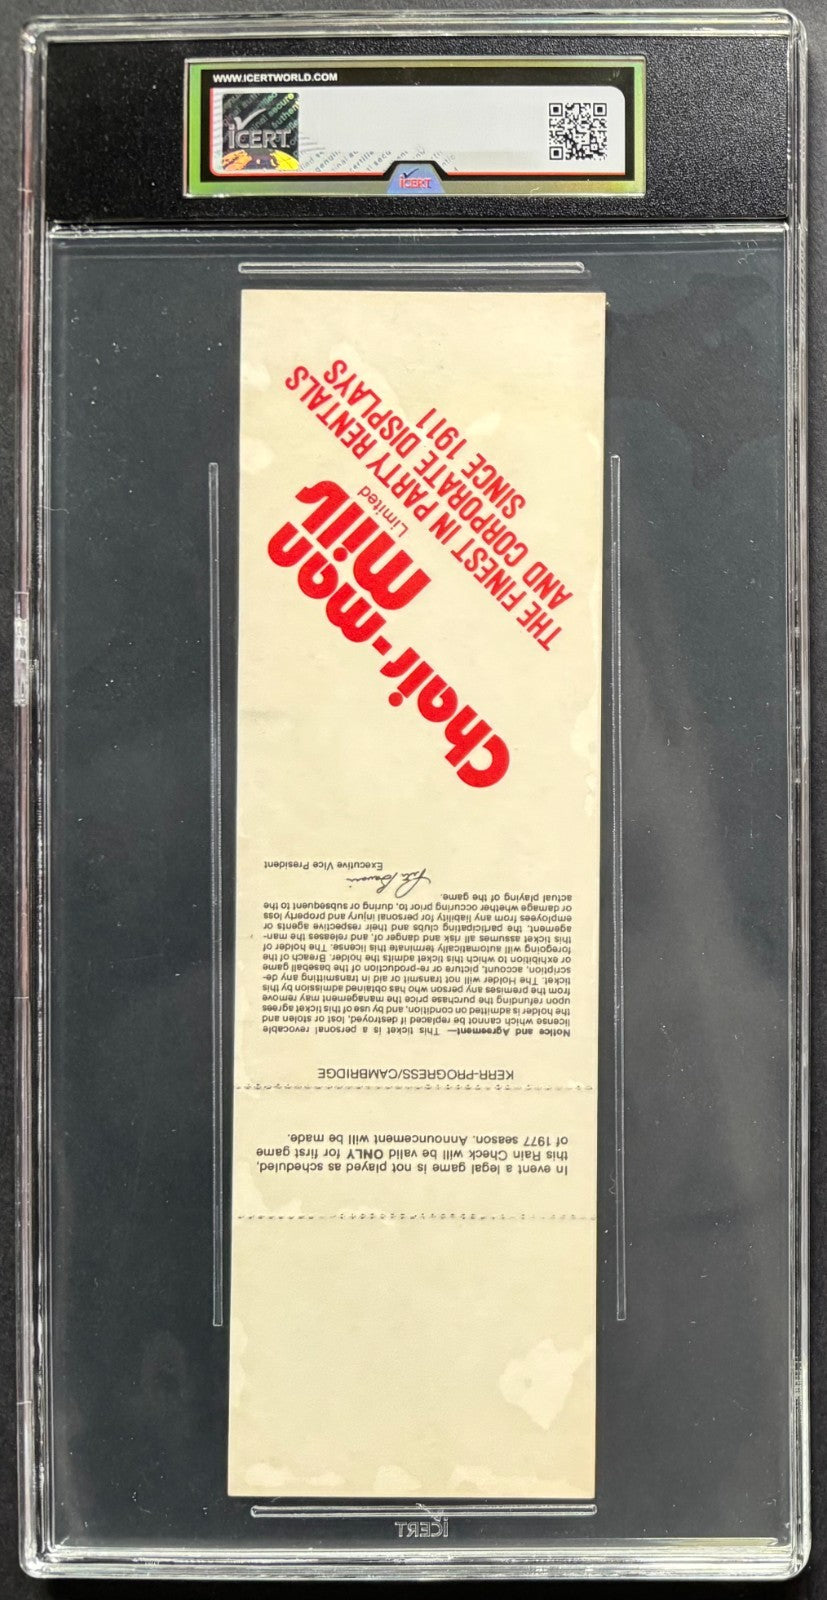 WWW.ICERTWORLD.COM
iCERT
iCERT
In event a legal game is not played as scheduled,
this Rain Check will be valid ONLY for first game
of 1977 season. Announcement will be made.
KERR-PROGRESS/CAMBRIDGE
Notice and Agreement— This ticket is a personal revocable
license which cannot be replaced if destroyed, lost or stolen and
the holder is admitted on condition, and by use of this ticket agrees
upon refunding the purchase price the management may remove
from the premises any person who has obtained admission by this
ticket. The Holder will not transmit or aid in transmitting any de-
scription, account, picture or re-production of the baseball game
or exhibition to which this ticket admits the holder. Breach of the
foregoing will automatically terminate this license. The holder of
this ticket assumes all risk and danger of, and releases the man-
agement, the participating clubs and their respective agents or
employees from any liability for personal injury and property loss
or damage whether occuring prior to, during or subsequent to the
actual playing of the game.
Executive Vice President
Chair-man
Mills
Limited
THE FINEST IN PARTY RENTALS
AND CORPORATE DISPLAYS
SINCE 1911
iCERT